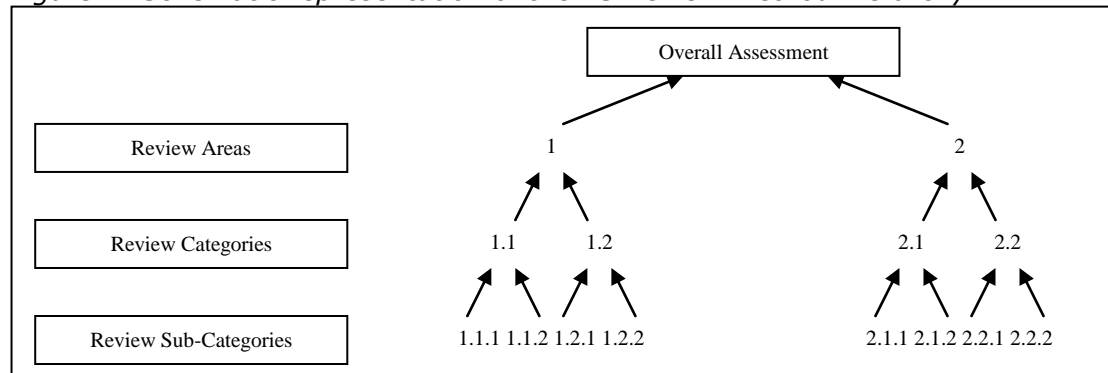 Overall Assessment
Review Areas 1 2
Review Categories 1.1 1.2 2.1 2.2
Review Sub-Categories 1.1.1 1.1.2 1.2.1 1.2.2 2.1.1 2.1.2 2.2.1 2.2.2